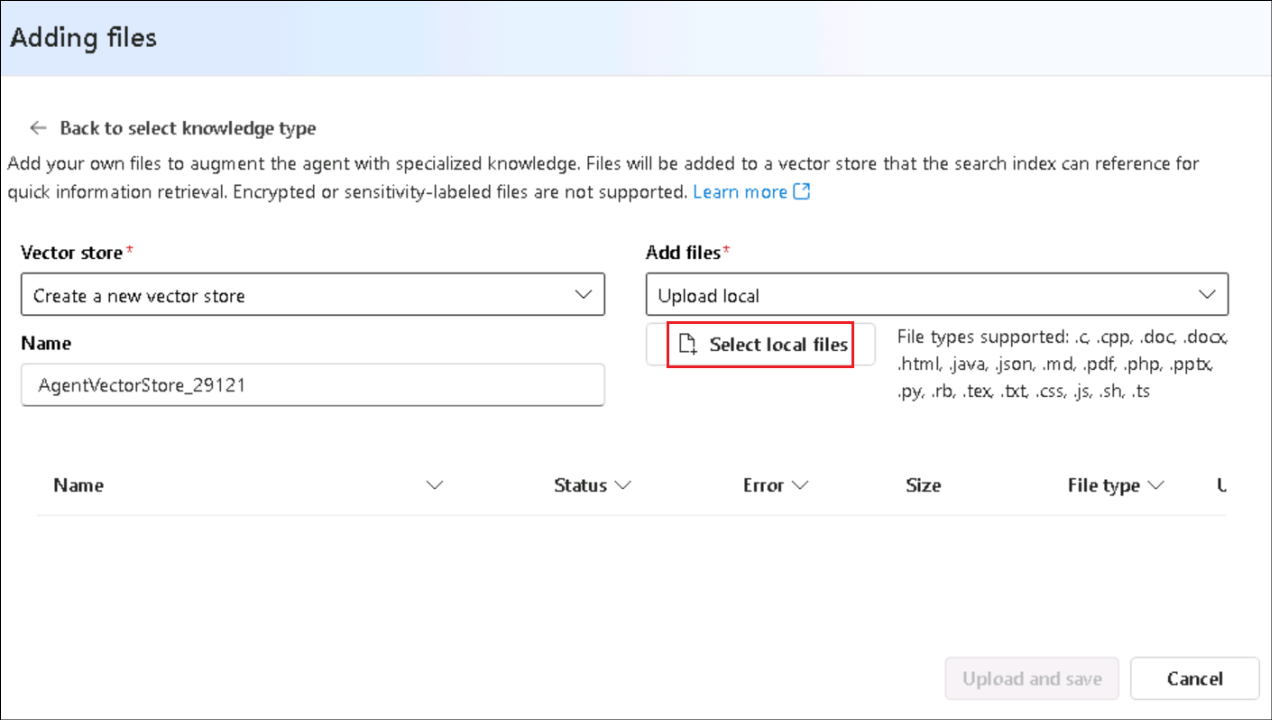 Adding files
Back to select knowledge type
Add your own files to augment the agent with specialized knowledge. Files will be added to a vector store that the search index can reference for
quick information retrieval. Encrypted or sensitivity-labeled files are not supported. Learn more
Vector store*
Create a new vector store
Name
AgentVectorStore_29121
Add files*
Upload local
Select local files
File types supported: .c, .cpp, .doc, .docx,
.html, .java, .json, .md, .pdf, .php, .pptx,
.py, .rb, .tex, .txt, .css, .js, .sh, .ts
Name Status Error Size File type
Upload and save Cancel